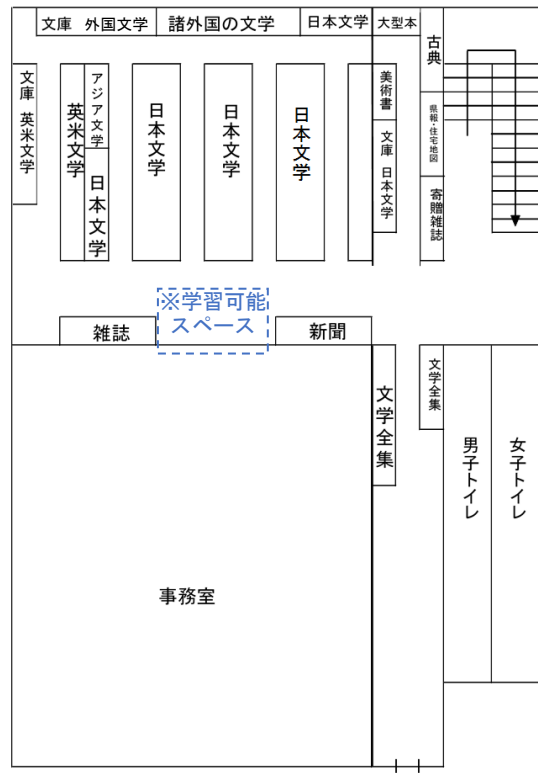 文庫 外国文学
諸外国の文学
日本文学
大型本
古典
文庫 英米文学
英米文学
アジア文学
日本文学
日本文学
日本文学
日本文学
美術書
文庫 日本文学
県報・住宅地図
寄贈雑誌
雑誌
※学習可能
スペース
新聞
文学全集
文学全集
男子トイレ
女子トイレ
事務室